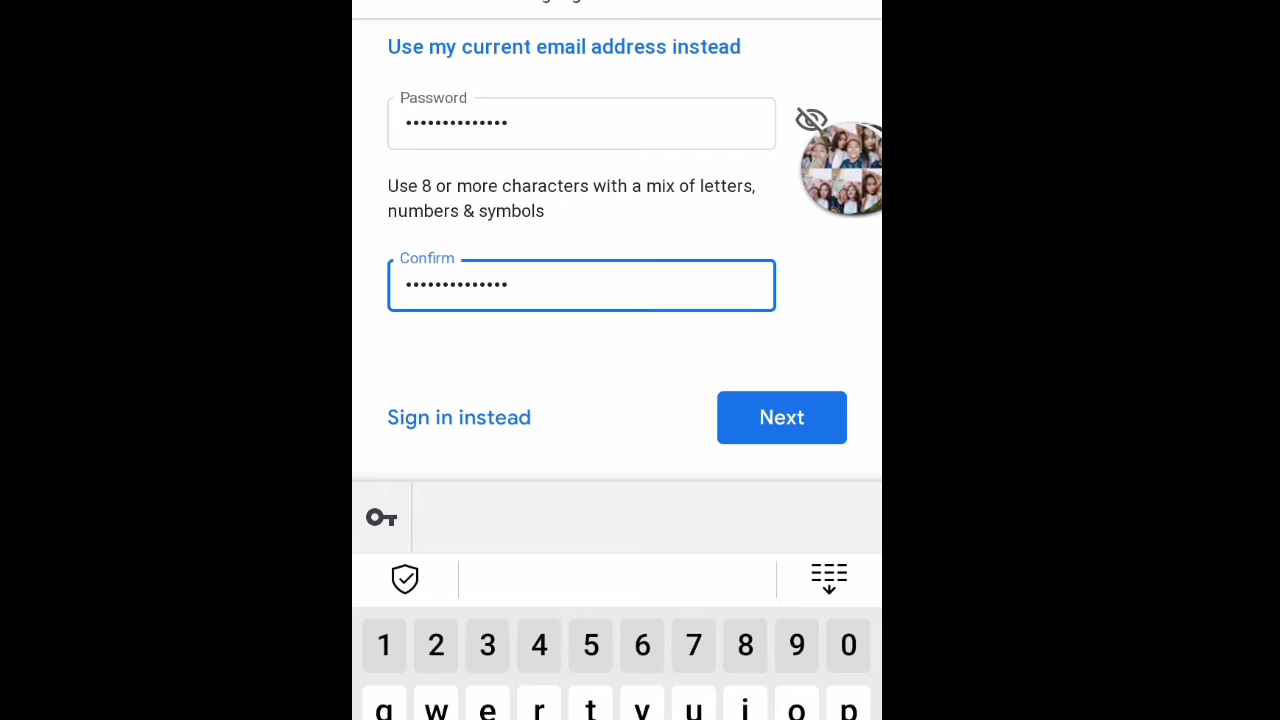 Use my current email address instead
Password
••••••••••••••
Use 8 or more characters with a mix of letters,
numbers & symbols
Confirm
••••••••••••••
Sign in instead
Next
1 2 3 4 5 6 7 8 9 0
q w e r t y u i o p